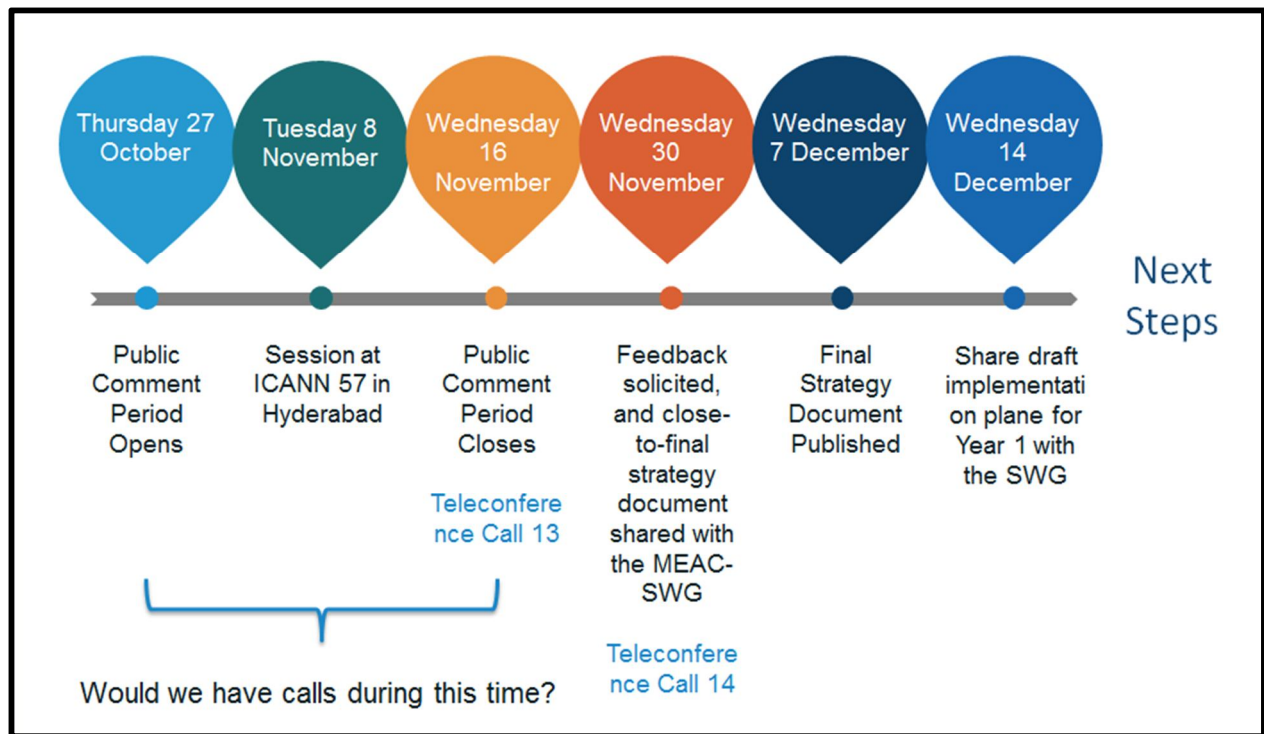 Thursday 27
October
Tuesday 8
November
Wednesday
16
November
Wednesday
30
November
Wednesday
7 December
Wednesday
14
December
Next
Steps
Public
Comment
Period
Opens
Session at
ICANN 57 in
Hyderabad
Public
Comment
Period
Closes
Teleconfere
nce Call 13
Feedback
solicited,
and close-
to-final
strategy
document
shared with
the MEAC-
SWG
Teleconfere
nce Call 14
Final
Strategy
Document
Published
Share draft
implementati
on plane for
Year 1 with
the SWG
Would we have calls during this time?